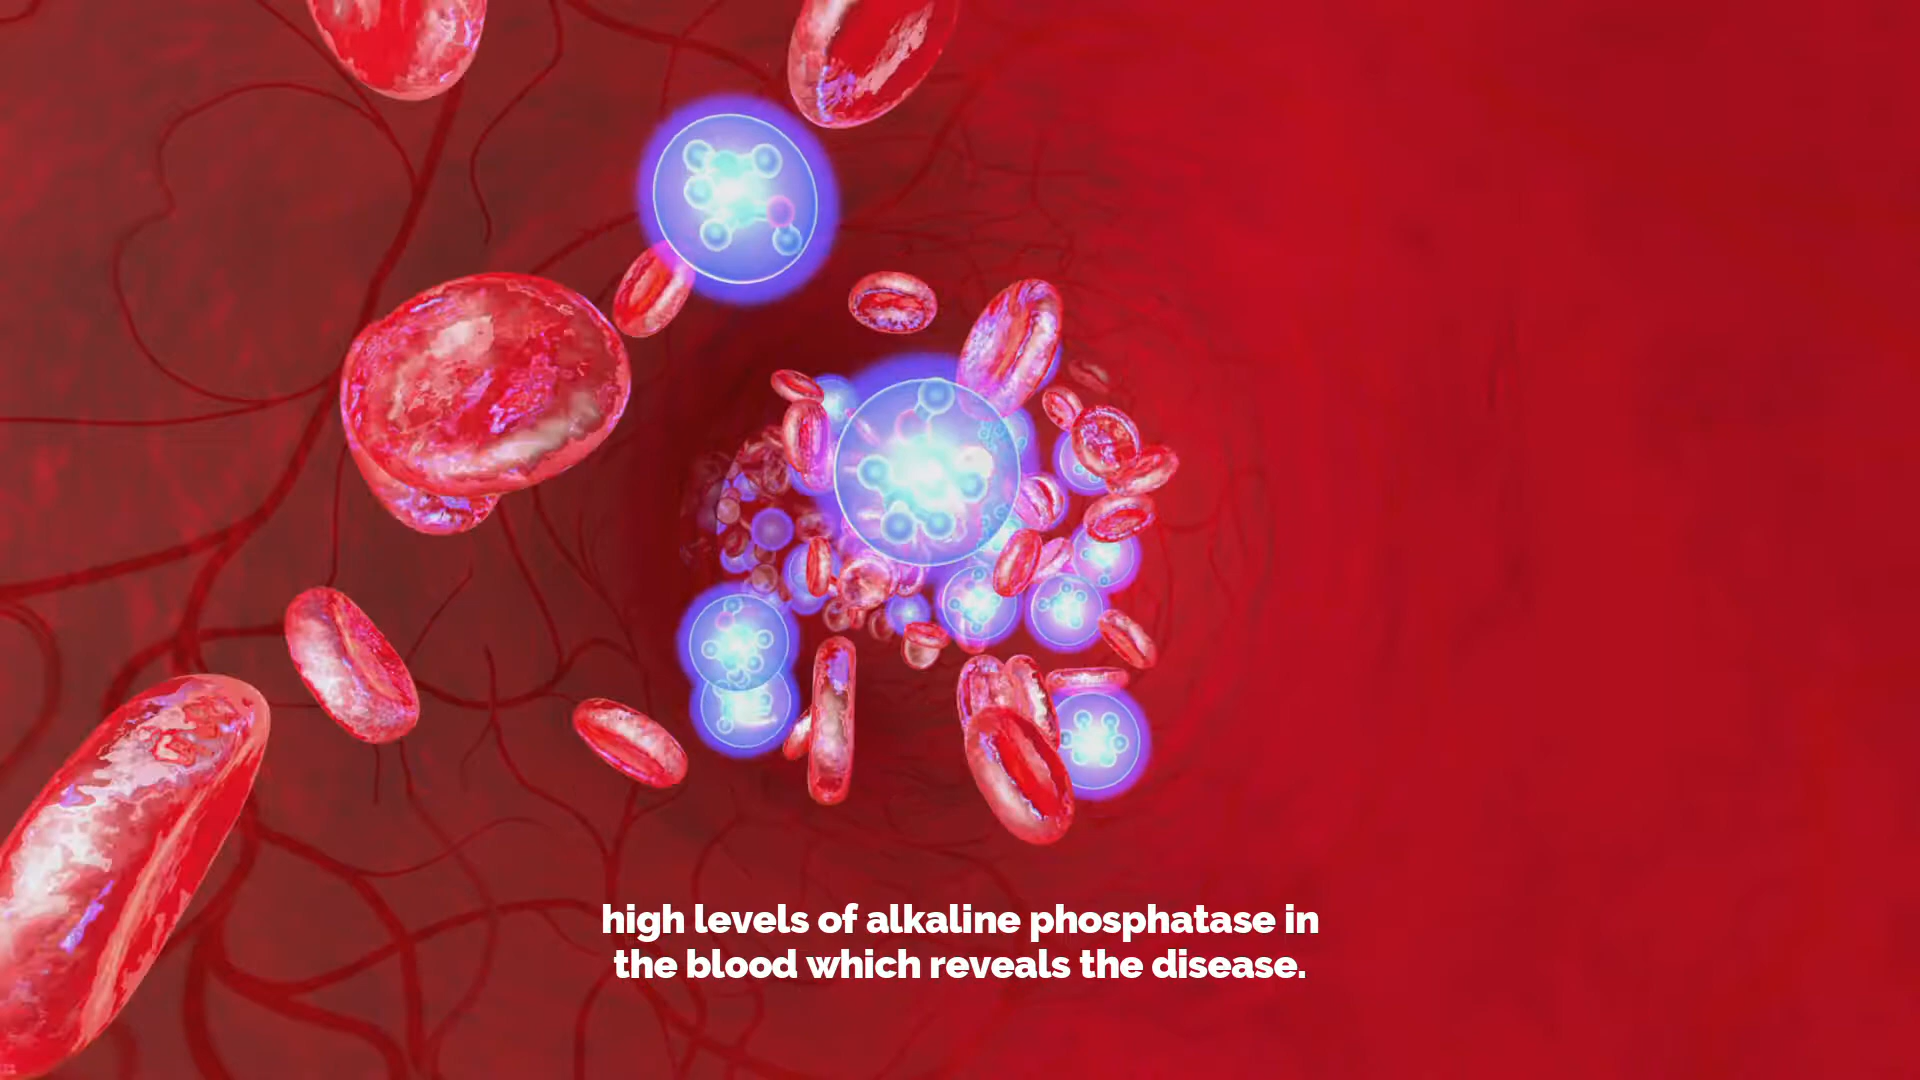 high levels of alkaline phosphatase in
the blood which reveals the disease.